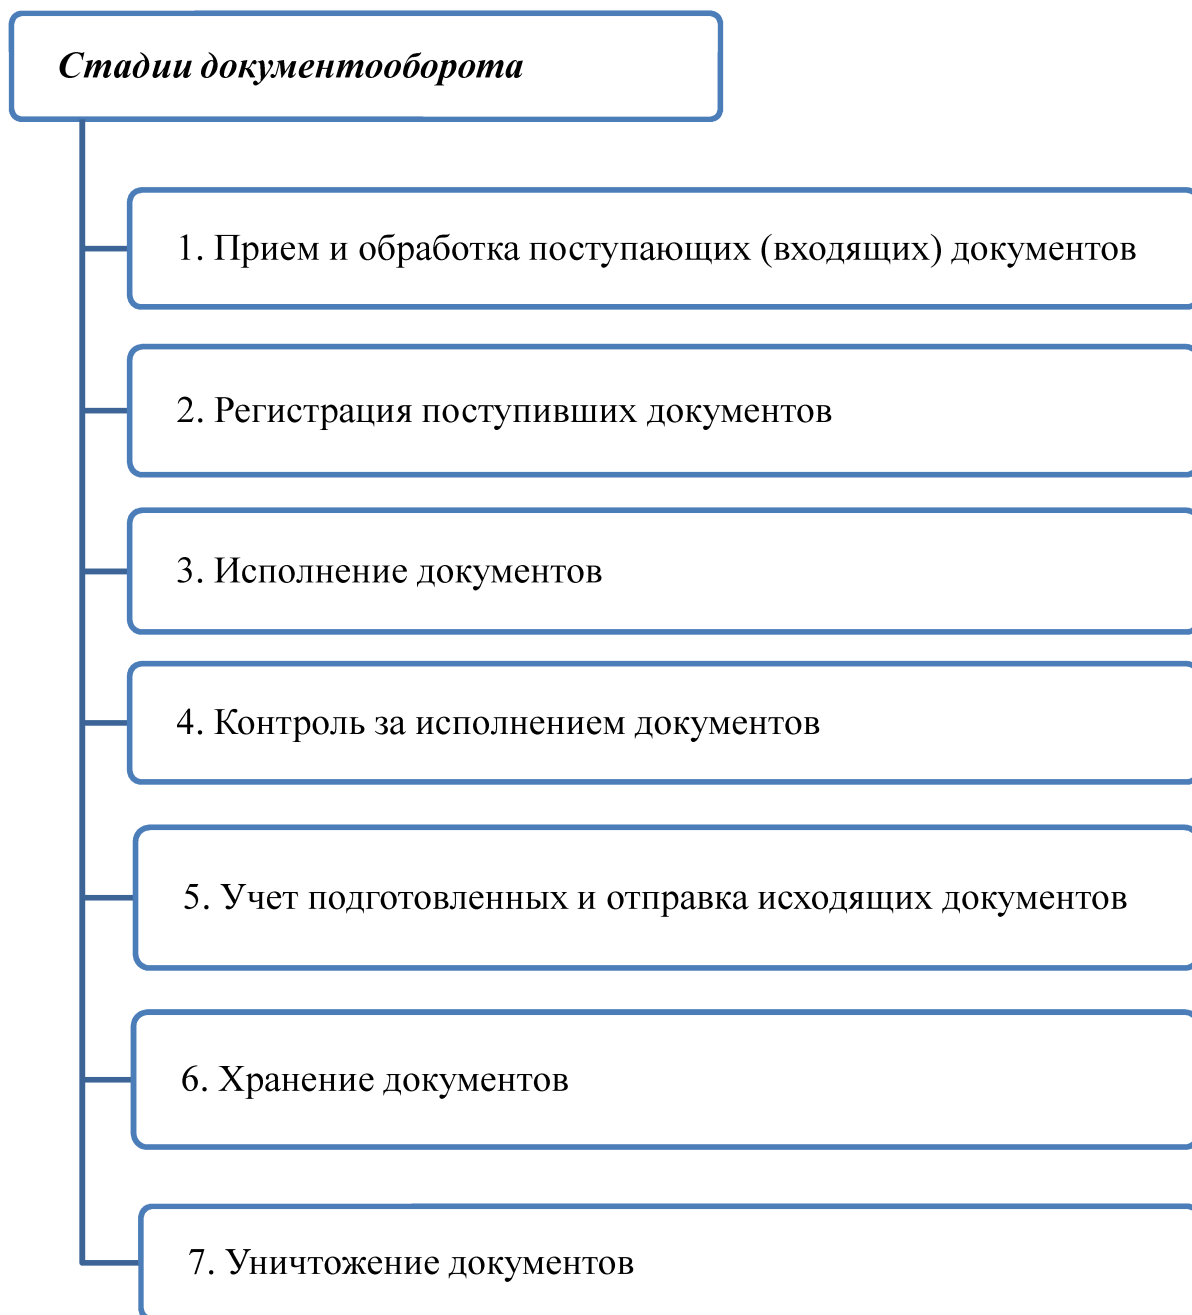 Стадии документооборота
1. Прием и обработка поступающих (входящих) документов
2. Регистрация поступивших документов
3. Исполнение документов
4. Контроль за исполнением документов
5. Учет подготовленных и отправка исходящих документов
6. Хранение документов
7. Уничтожение документов